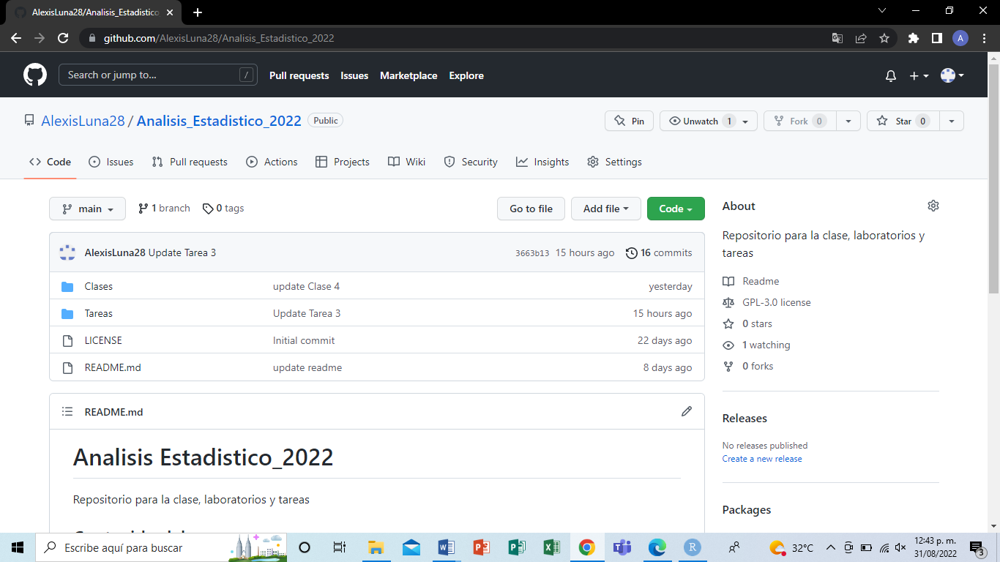 AlexisLuna28/Analisis_Estadistico
github.com/AlexisLuna28/Analisis_Estadistico_2022
A
Search or jump to... /
Pull requests Issues Marketplace Explore
AlexisLuna28 / Analisis_Estadistico_2022 Public
Pin Unwatch 1 Fork 0 Star 0
Code Issues Pull requests Actions Projects Wiki Security Insights Settings
main 1 branch 0 tags Go to file Add file Code
AlexisLuna28 Update Tarea 3 3663b13 15 hours ago 16 commits
Clases update Clase 4 yesterday
Tareas Update Tarea 3 15 hours ago
LICENSE Initial commit 22 days ago
README.md update readme 8 days ago
About
Repositorio para la clase, laboratorios y
tareas
Readme
GPL-3.0 license
0 stars
1 watching
0 forks
Releases
No releases published
Create a new release
Packages
README.md
Analisis Estadistico_2022
Repositorio para la clase, laboratorios y tareas
Escribe aquí para buscar
32°C
12:43 p. m.
31/08/2022
3